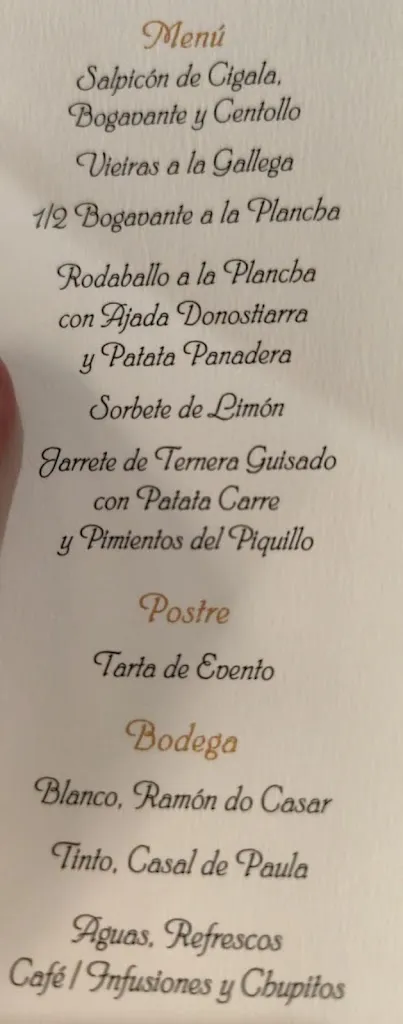 Menú
Salpicón de Cigala,
Bogavante y Centollo
Vieiras a la Gallega
1/2 Bogavante a la Plancha
Rodaballo a la Plancha
con Ajada Donostiarra
y Patata Panadera
Sorbete de Limón
Jarrete de Ternera Guisado
con Patata Carre
y Pimientos del Piquillo
Postre
Tarta de Evento
Bodega
Blanco, Ramón do Casar
Tinto, Casal de Paula
Aguas, Refrescos
Café / Infusiones y Chupitos